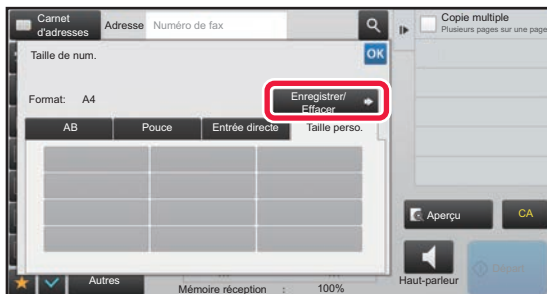 Carnet
d'adresses
Adresse
Numéro de fax
Copie multiple
Plusieurs pages sur une page
Taille de num.
OK
Format: A4
Enregistrer/
Effacer
AB
Pouce
Entrée directe
Taille perso.
Aperçu
CA
Autres
Mémoire réception : 100%
Haut-parleur
Départ